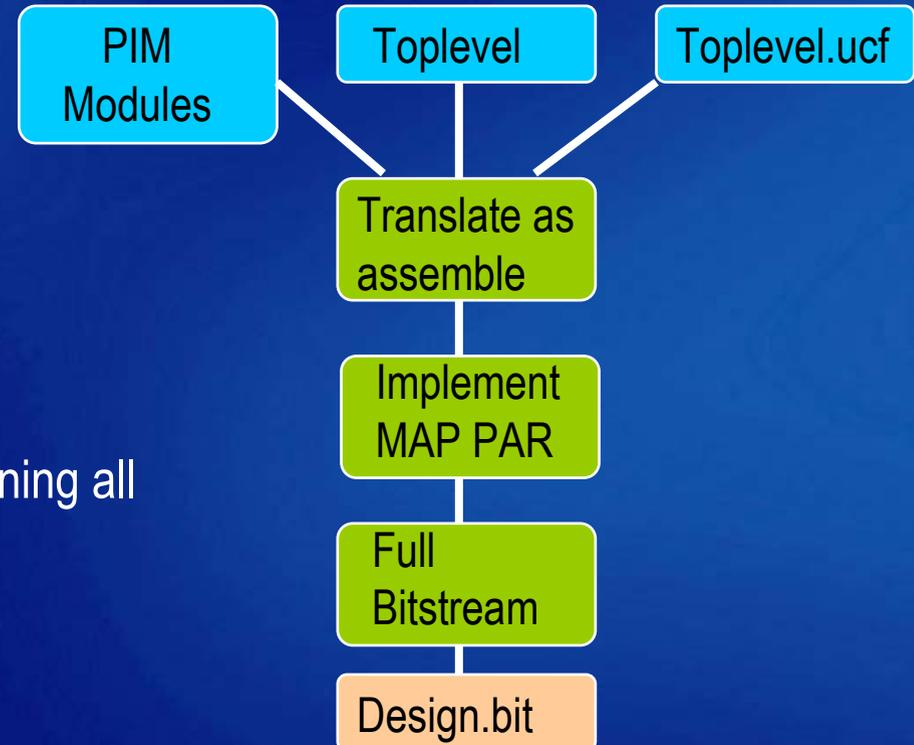 PIM
Modules
Toplevel
Toplevel.ucf
Translate as
assemble
Implement
MAP PAR
ning all
Full
Bitstream
Design.bit